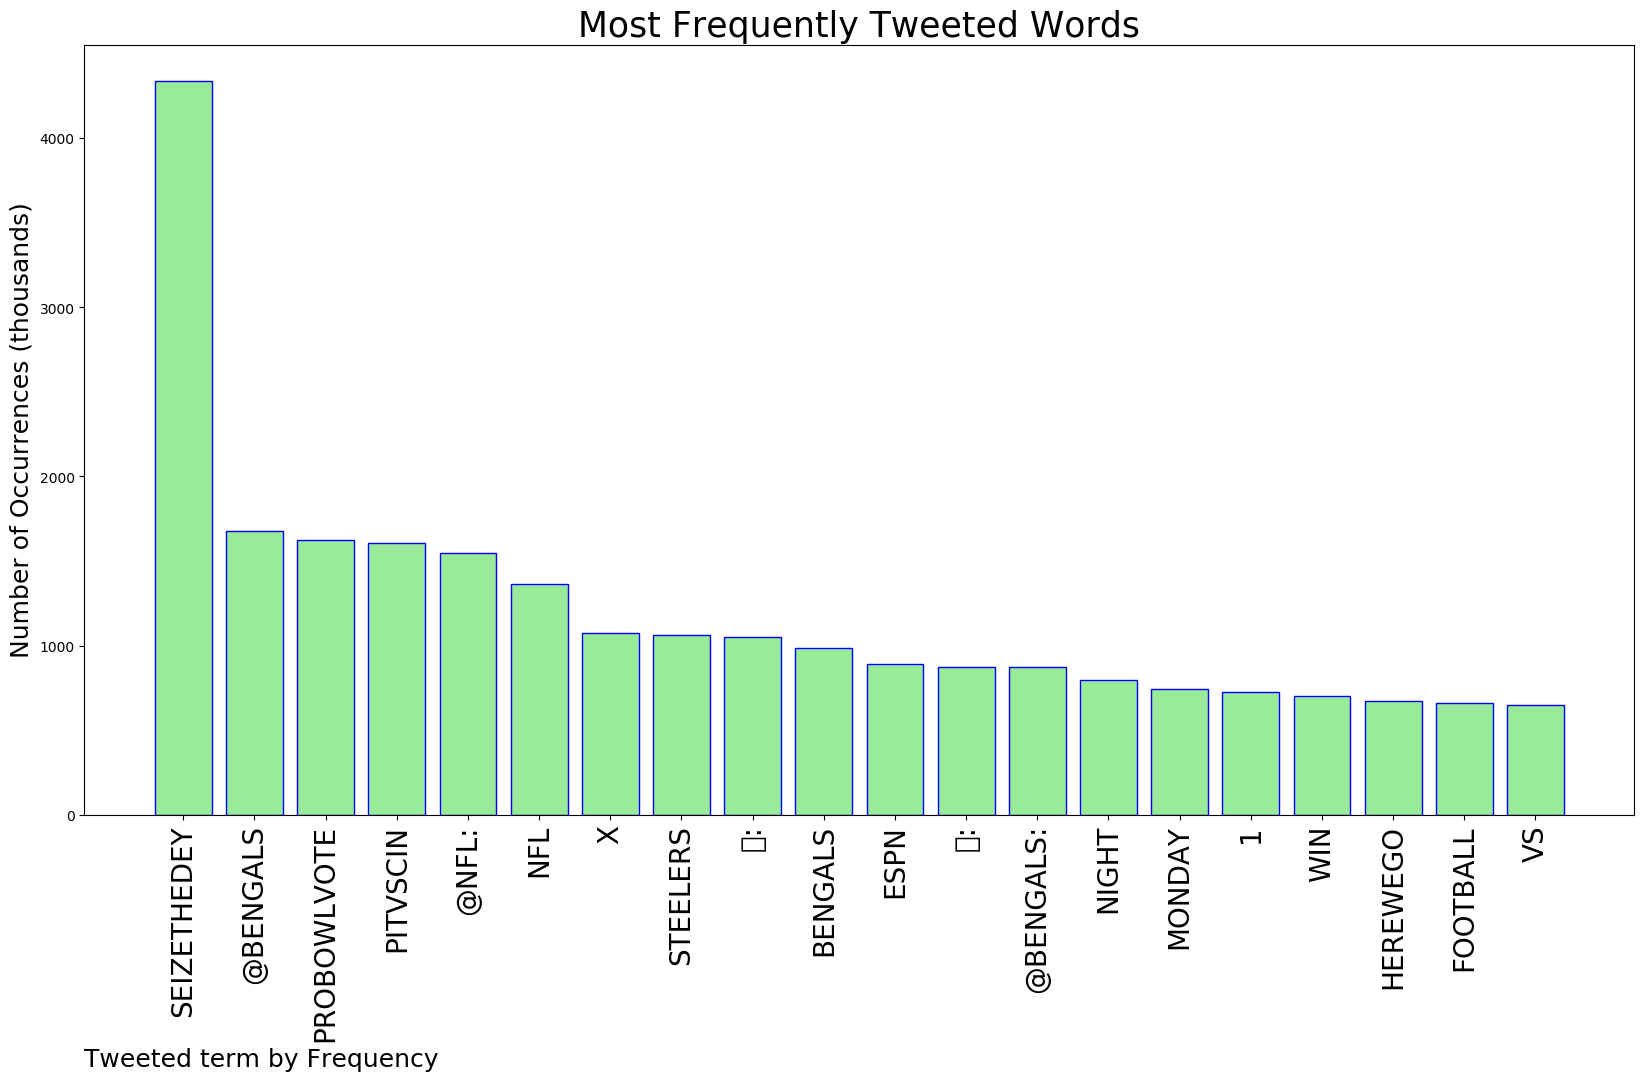 Most Frequently Tweeted Words
Number of Occurrences (thousands)
4000
3000
2000
1000
0
SEIZETHEDEY
@BENGALS
PROBOWLVOTE
PITVSCIN
@NFL:
NFL
X
STEELERS
▯:
BENGALS
ESPN
▯:
@BENGALS:
NIGHT
MONDAY
1
WIN
HEREWEGO
FOOTBALL
VS
Tweeted term by Frequency